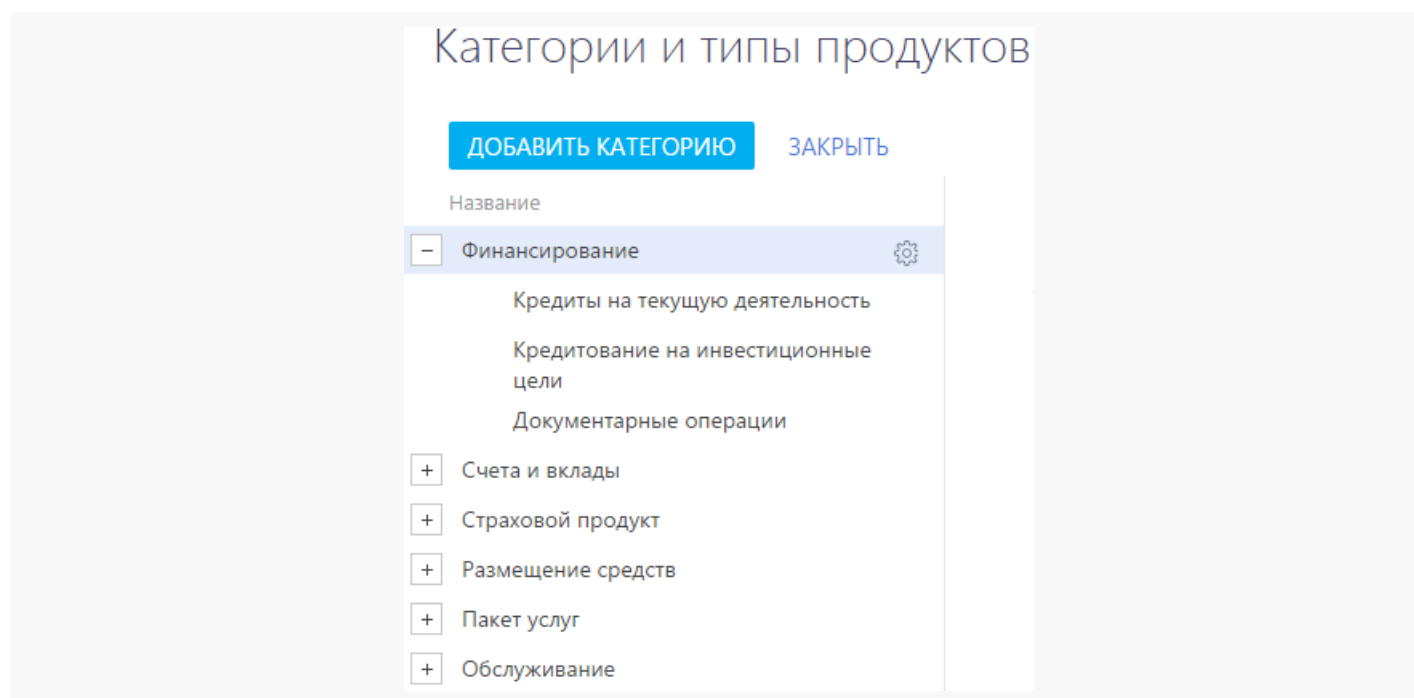 Категории и типы продуктов
ДОБАВИТЬ КАТЕГОРИЮ ЗАКРЫТЬ
Название
Финансирование
Кредиты на текущую деятельность
Кредитование на инвестиционные
цели
Документарные операции
Счета и вклады
Страховой продукт
Размещение средств
Пакет услуг
Обслуживание